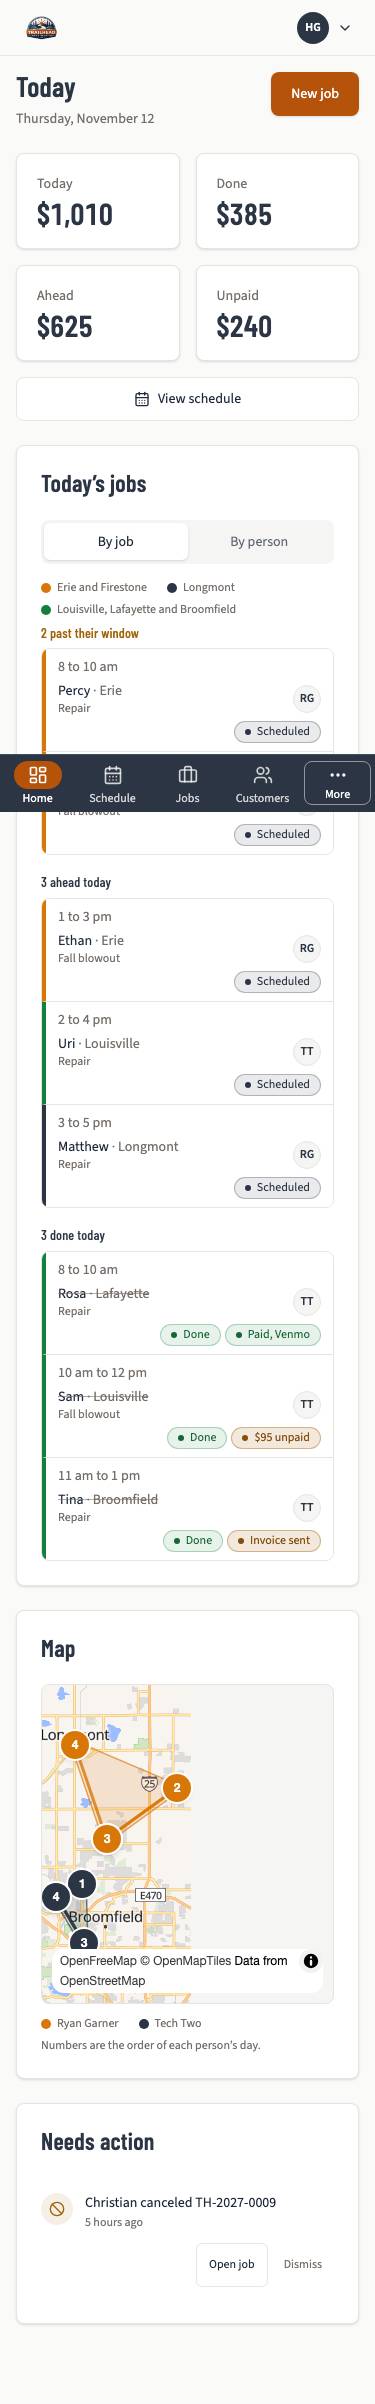 TRAILHEAD
HG
Today
Thursday, November 12
New job
Today
$1,010
Done
$385
Ahead
$625
Unpaid
$240
View schedule
Today's jobs
By job
By person
Erie and Firestone
Longmont
Louisville, Lafayette and Broomfield
2 past their window
8 to 10 am
Percy · Erie
RG
Repair
Scheduled
Home
Schedule
Jobs
Customers
More
Fall blowout
Scheduled
3 ahead today
1 to 3 pm
Ethan · Erie
RG
Fall blowout
Scheduled
2 to 4 pm
Uri · Louisville
TT
Repair
Scheduled
3 to 5 pm
Matthew · Longmont
RG
Repair
Scheduled
3 done today
8 to 10 am
Rosa · Lafayette
TT
Repair
Done
Paid, Venmo
10 am to 12 pm
Sam · Louisville
TT
Fall blowout
Done
$95 unpaid
11 am to 1 pm
Tina · Broomfield
TT
Repair
Done
Invoice sent
Map
4
25
2
3
1
4
E470
Broomfield
3
OpenFreeMap © OpenMapTiles Data from
OpenStreetMap
Ryan Garner
Tech Two
Numbers are the order of each person's day.
Needs action
Christian canceled TH-2027-0009
5 hours ago
Open job
Dismiss